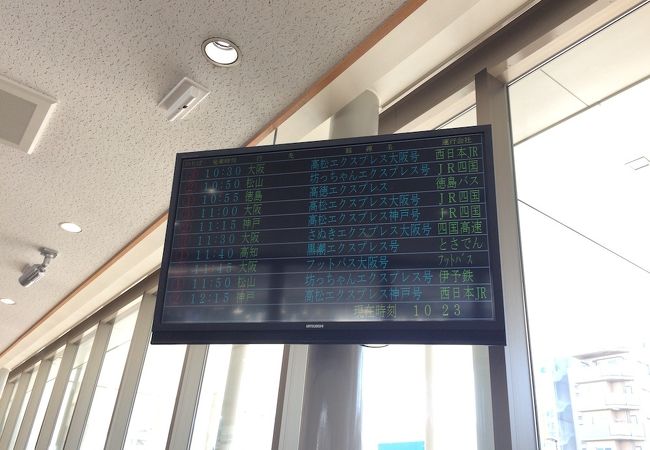 のりば 発車時刻 行先 路線名 運行会社
10:30 大阪 高松エクスプレス大阪号 西日本JR
10:50 松山 坊っちゃんエクスプレス号 JR四国
10:55 徳島 高徳エクスプレス 徳島バス
11:00 大阪 高松エクスプレス大阪号 JR四国
11:15 神戸 高松エクスプレス神戸号 JR四国
11:30 大阪 さぬきエクスプレス大阪号 四国高速
11:40 高知 黒潮エクスプレス号 とさでん
11:45 大阪 フットバス大阪号 フットバス
11:50 松山 坊っちゃんエクスプレス号 伊予鉄
12:15 神戸 高松エクスプレス神戸号 西日本JR
現在時刻 10 23
MITSUBISHI